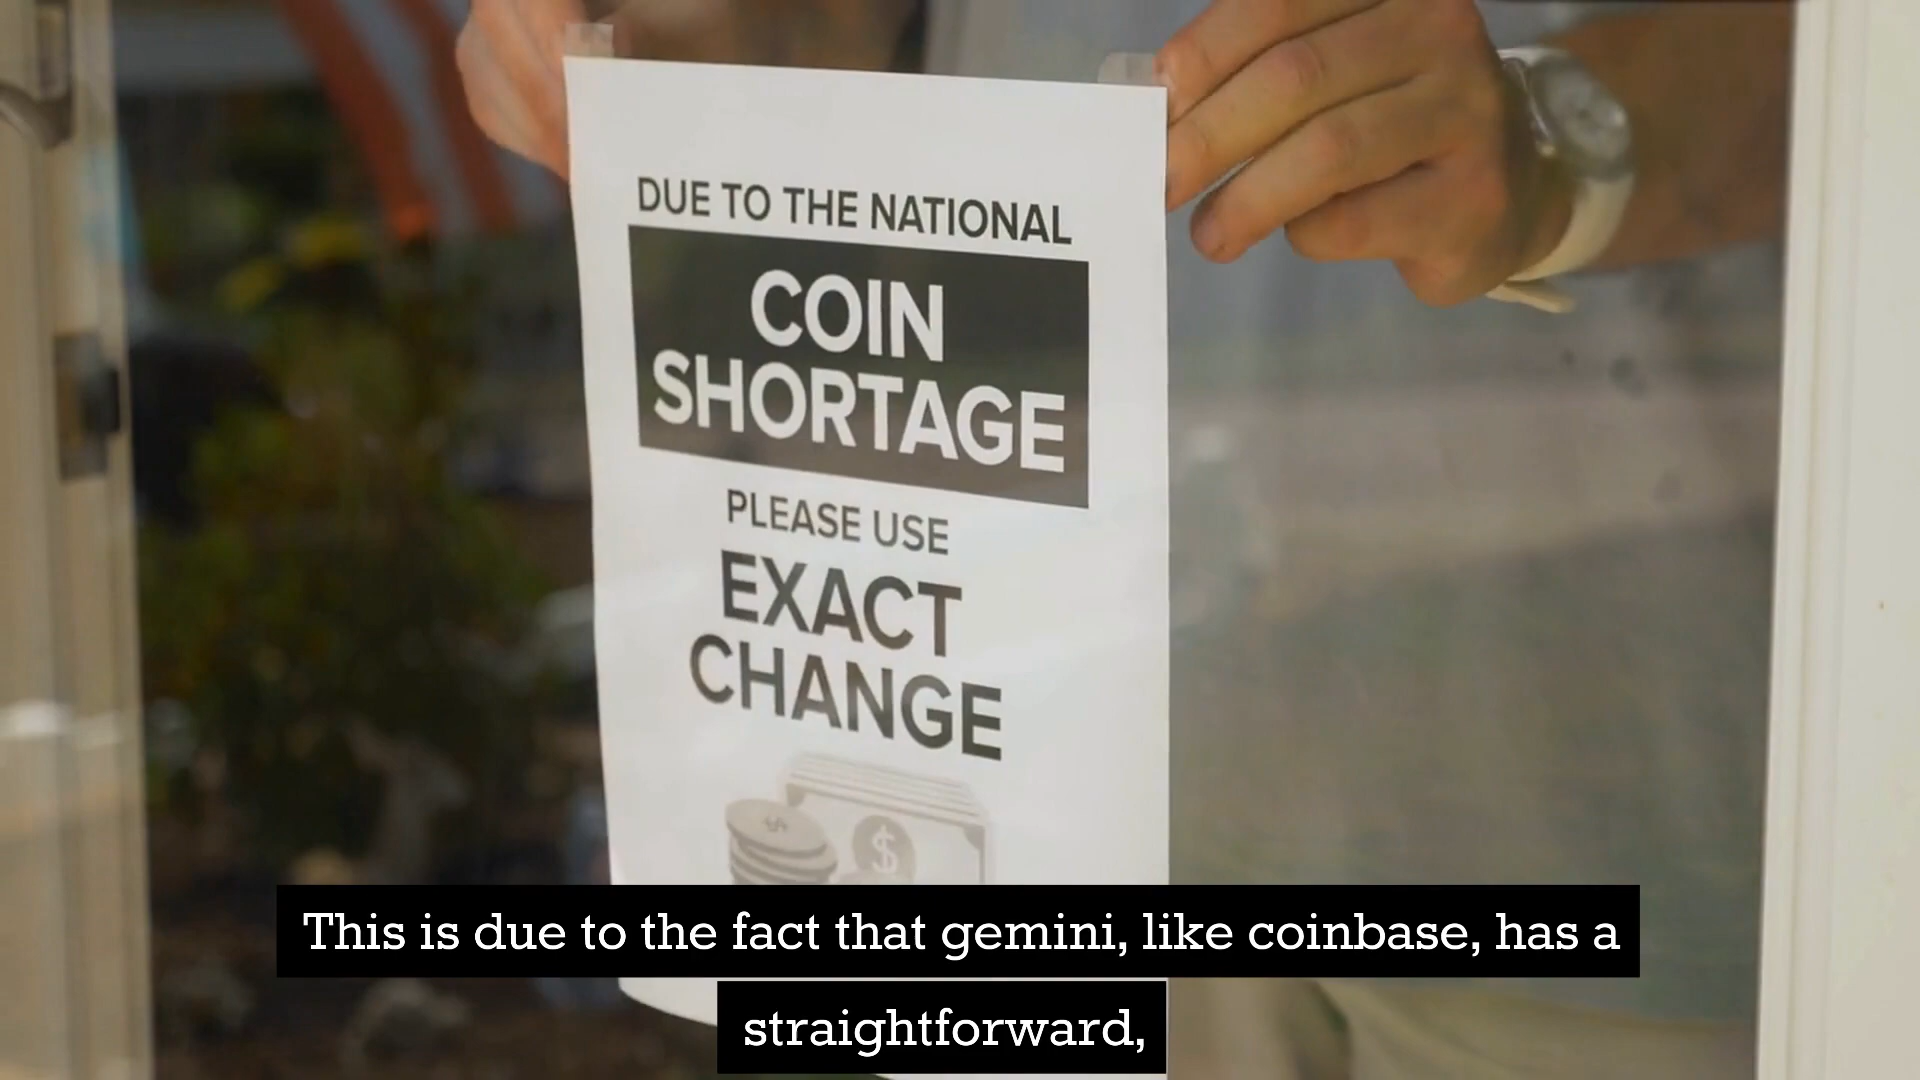 DUE TO THE NATIONAL
COIN
SHORTAGE
PLEASE USE
EXACT
CHANGE
$
$
This is due to the fact that gemini, like coinbase, has a
straightforward,